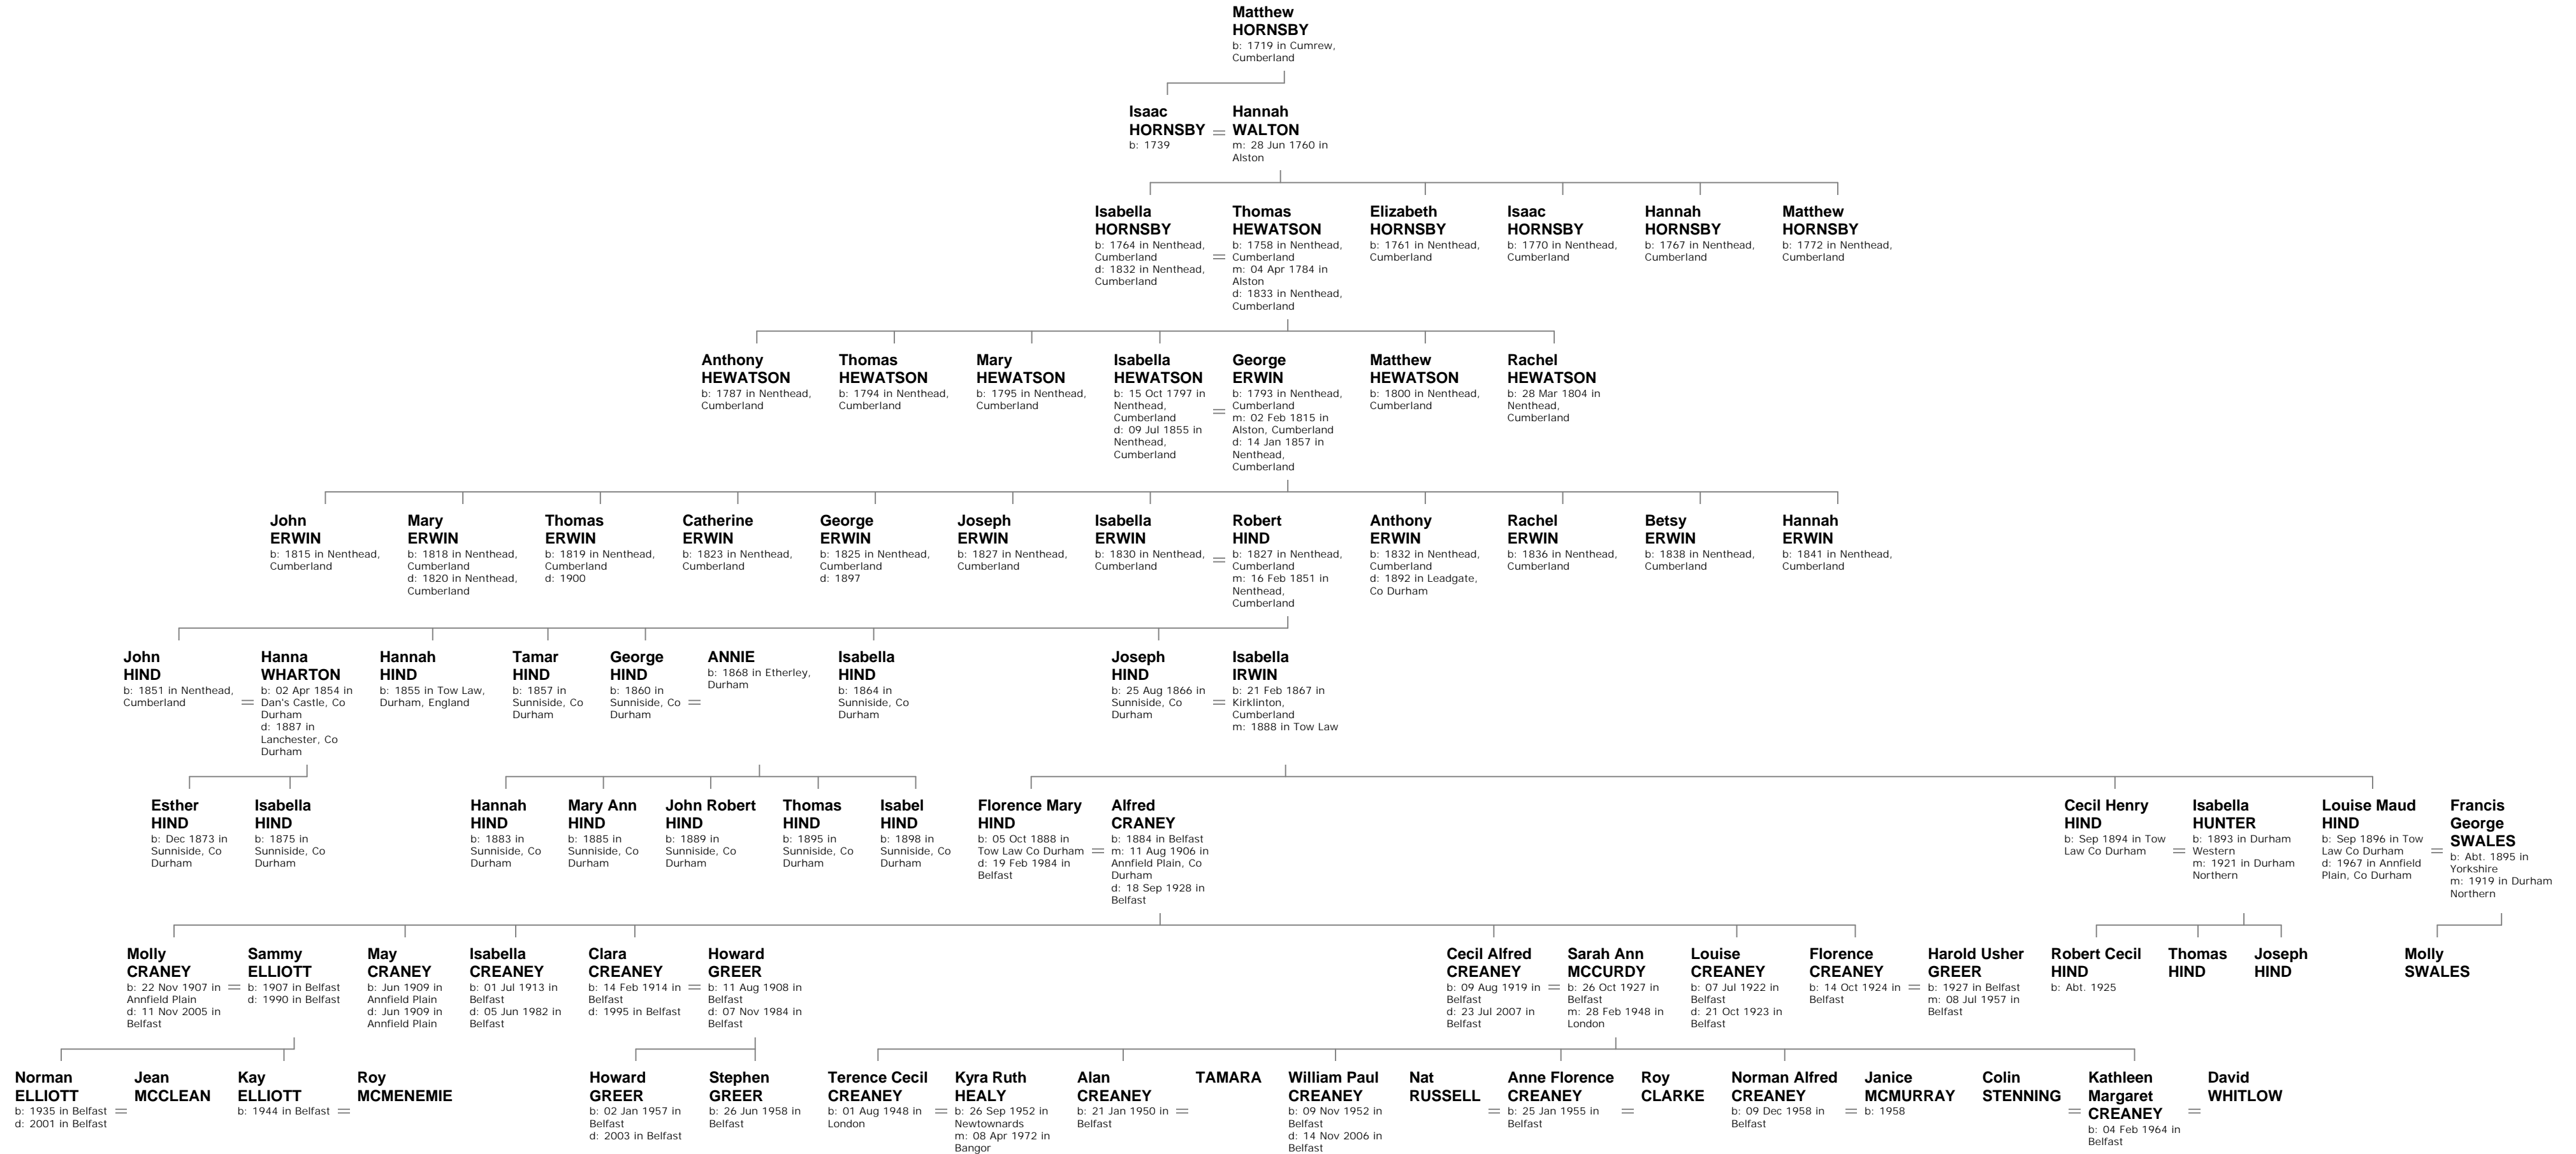 Matthew
HORNSBY
b: 1719 in Cumrew,
Cumberland
Isaac
HORNSBY
b: 1739
=
Hannah
WALTON
m: 28 Jun 1760 in
Alston
Isabella
HORNSBY
b: 1764 in Nenthead,
Cumberland
d: 1832 in Nenthead,
Cumberland
=
Thomas
HEWATSON
b: 1758 in Nenthead,
Cumberland
m: 04 Apr 1784 in
Alston
d: 1833 in Nenthead,
Cumberland
Elizabeth
HORNSBY
b: 1761 in Nenthead,
Cumberland
Isaac
HORNSBY
b: 1770 in Nenthead,
Cumberland
Hannah
HORNSBY
b: 1767 in Nenthead,
Cumberland
Matthew
HORNSBY
b: 1772 in Nenthead,
Cumberland
Anthony
HEWATSON
b: 1787 in Nenthead,
Cumberland
Thomas
HEWATSON
b: 1794 in Nenthead,
Cumberland
Mary
HEWATSON
b: 1795 in Nenthead,
Cumberland
Isabella
HEWATSON
b: 15 Oct 1797 in
Nenthead,
Cumberland
d: 09 Jul 1855 in
Nenthead,
Cumberland
=
George
ERWIN
b: 1793 in Nenthead,
Cumberland
m: 02 Feb 1815 in
Alston, Cumberland
d: 14 Jan 1857 in
Nenthead,
Cumberland
Matthew
HEWATSON
b: 1800 in Nenthead,
Cumberland
Rachel
HEWATSON
b: 28 Mar 1804 in
Nenthead,
Cumberland
John
ERWIN
b: 1815 in Nenthead,
Cumberland
Mary
ERWIN
b: 1818 in Nenthead,
Cumberland
d: 1820 in Nenthead,
Cumberland
Thomas
ERWIN
b: 1819 in Nenthead,
Cumberland
d: 1900
Catherine
ERWIN
b: 1823 in Nenthead,
Cumberland
George
ERWIN
b: 1825 in Nenthead,
Cumberland
d: 1897
Joseph
ERWIN
b: 1827 in Nenthead,
Cumberland
Isabella
ERWIN
b: 1830 in Nenthead,
Cumberland
=
Robert
HIND
b: 1827 in Nenthead,
Cumberland
m: 16 Feb 1851 in
Nenthead,
Cumberland
Anthony
ERWIN
b: 1832 in Nenthead,
Cumberland
d: 1892 in Leadgate,
Co Durham
Rachel
ERWIN
b: 1836 in Nenthead,
Cumberland
Betsy
ERWIN
b: 1838 in Nenthead,
Cumberland
Hannah
ERWIN
b: 1841 in Nenthead,
Cumberland
John
HIND
b: 1851 in Nenthead,
Cumberland
=
Hanna
WHARTON
b: 02 Apr 1854 in
Dan's Castle, Co
Durham
d: 1887 in
Lanchester, Co
Durham
Hannah
HIND
b: 1855 in Tow Law,
Durham, England
Tamar
HIND
b: 1857 in
Sunniside, Co
Durham
George
HIND
b: 1860 in
Sunniside, Co
Durham
=
ANNIE
b: 1868 in Etherley,
Durham
Isabella
HIND
b: 1864 in
Sunniside, Co
Durham
Joseph
HIND
b: 25 Aug 1866 in
Sunniside, Co
Durham
=
Isabella
IRWIN
b: 21 Feb 1867 in
Kirklinton,
Cumberland
m: 1888 in Tow Law
Esther
HIND
b: Dec 1873 in
Sunniside, Co
Durham
Isabella
HIND
b: 1875 in
Sunniside, Co
Durham
Hannah
HIND
b: 1883 in
Sunniside, Co
Durham
Mary Ann
HIND
b: 1885 in
Sunniside, Co
Durham
John Robert
HIND
b: 1889 in
Sunniside, Co
Durham
Thomas
HIND
b: 1895 in
Sunniside, Co
Durham
Isabel
HIND
b: 1898 in
Sunniside, Co
Durham
Florence Mary
HIND
b: 05 Oct 1888 in
Tow Law Co Durham
d: 19 Feb 1984 in
Belfast
=
Alfred
CRANEY
b: 1884 in Belfast
m: 11 Aug 1906 in
Annfield Plain, Co
Durham
d: 18 Sep 1928 in
Belfast
Cecil Henry
HIND
b: Sep 1894 in Tow
Law Co Durham
=
Isabella
HUNTER
b: 1893 in Durham
Western
m: 1921 in Durham
Northern
Louise Maud
HIND
b: Sep 1896 in Tow
Law Co Durham
d: 1967 in Annfield
Plain, Co Durham
=
Francis
George
SWALES
b: Abt. 1895 in
Yorkshire
m: 1919 in Durham
Northern
Molly
CRANEY
b: 22 Nov 1907 in
Annfield Plain
d: 11 Nov 2005 in
Belfast
=
Sammy
ELLIOTT
b: 1907 in Belfast
d: 1990 in Belfast
May
CRANEY
b: Jun 1909 in
Annfield Plain
d: Jun 1909 in
Annfield Plain
Isabella
CREANEY
b: 01 Jul 1913 in
Belfast
d: 05 Jun 1982 in
Belfast
Clara
CREANEY
b: 14 Feb 1914 in
Belfast
d: 1995 in Belfast
=
Howard
GREER
b: 11 Aug 1908 in
Belfast
d: 07 Nov 1984 in
Belfast
Cecil Alfred
CREANEY
b: 09 Aug 1919 in
Belfast
d: 23 Jul 2007 in
Belfast
=
Sarah Ann
MCCURDY
b: 26 Oct 1927 in
Belfast
m: 28 Feb 1948 in
London
Louise
CREANEY
b: 07 Jul 1922 in
Belfast
d: 21 Oct 1923 in
Belfast
Florence
CREANEY
b: 14 Oct 1924 in
Belfast
=
Harold Usher
GREER
b: 1927 in Belfast
m: 08 Jul 1957 in
Belfast
Robert Cecil
HIND
b: Abt. 1925
Thomas
HIND
Joseph
HIND
Molly
SWALES
Norman
ELLIOTT
b: 1935 in Belfast
d: 2001 in Belfast
=
Jean
MCCLEAN
Kay
ELLIOTT
b: 1944 in Belfast
=
Roy
MCMENEMIE
Howard
GREER
b: 02 Jan 1957 in
Belfast
d: 2003 in Belfast
Stephen
GREER
b: 26 Jun 1958 in
Belfast
Terence Cecil
CREANEY
b: 01 Aug 1948 in
London
=
Kyra Ruth
HEALY
b: 26 Sep 1952 in
Newtownards
m: 08 Apr 1972 in
Bangor
Alan
CREANEY
b: 21 Jan 1950 in
Belfast
=
TAMARA
William Paul
CREANEY
b: 09 Nov 1952 in
Belfast
d: 14 Nov 2006 in
Belfast
Nat
RUSSELL
=
Anne Florence
CREANEY
b: 25 Jan 1955 in
Belfast
=
Roy
CLARKE
Norman Alfred
CREANEY
b: 09 Dec 1958 in
Belfast
=
Janice
MCMURRAY
b: 1958
Colin
STENNING
=
Kathleen
Margaret
CREANEY
b: 04 Feb 1964 in
Belfast
=
David
WHITLOW